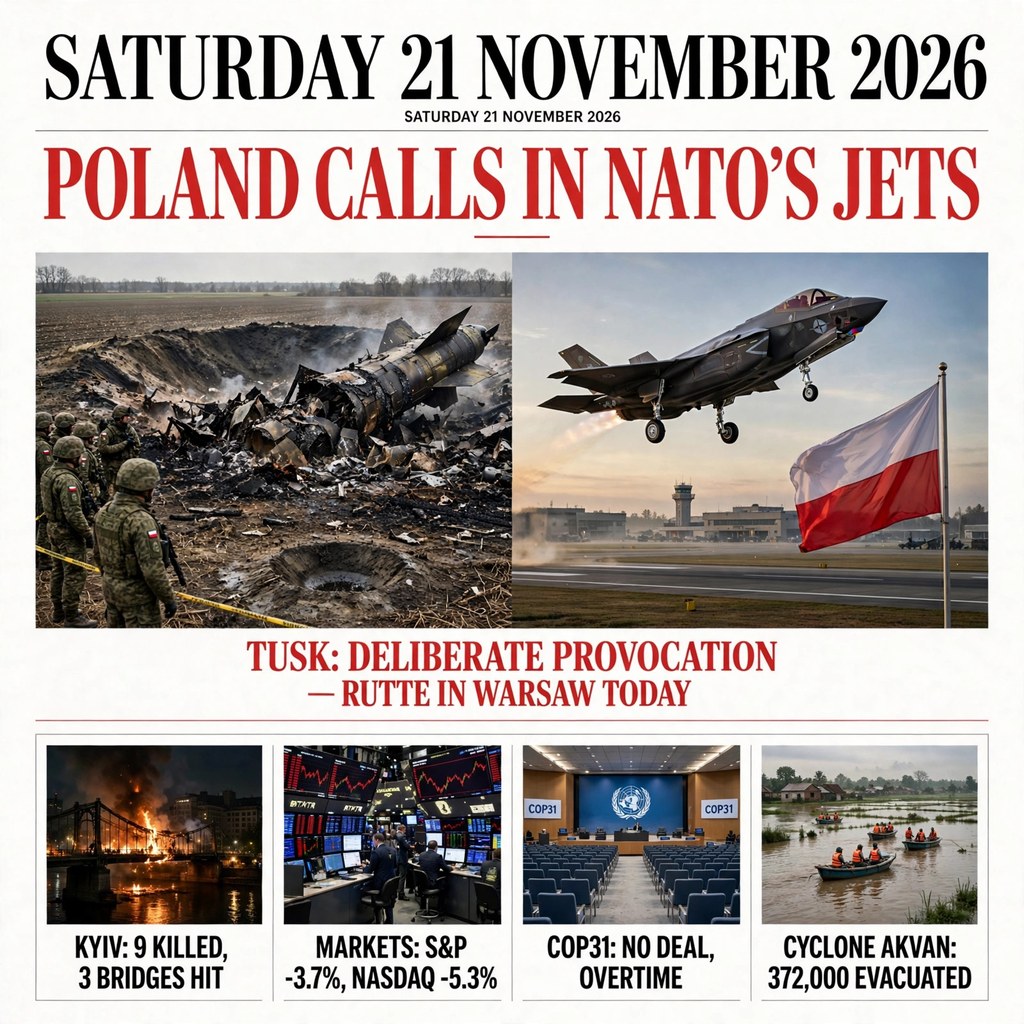 SATURDAY 21 NOVEMBER 2026
SATURDAY 21 NOVEMBER 2026
POLAND CALLS IN NATO'S JETS
TUSK: DELIBERATE PROVOCATION
— RUTTE IN WARSAW TODAY
COP31
COP31
KYIV: 9 KILLED,
3 BRIDGES HIT
MARKETS: S&P
-3.7%, NASDAQ -5.3%
COP31: NO DEAL,
OVERTIME
CYCLONE AKVAN:
372,000 EVACUATED